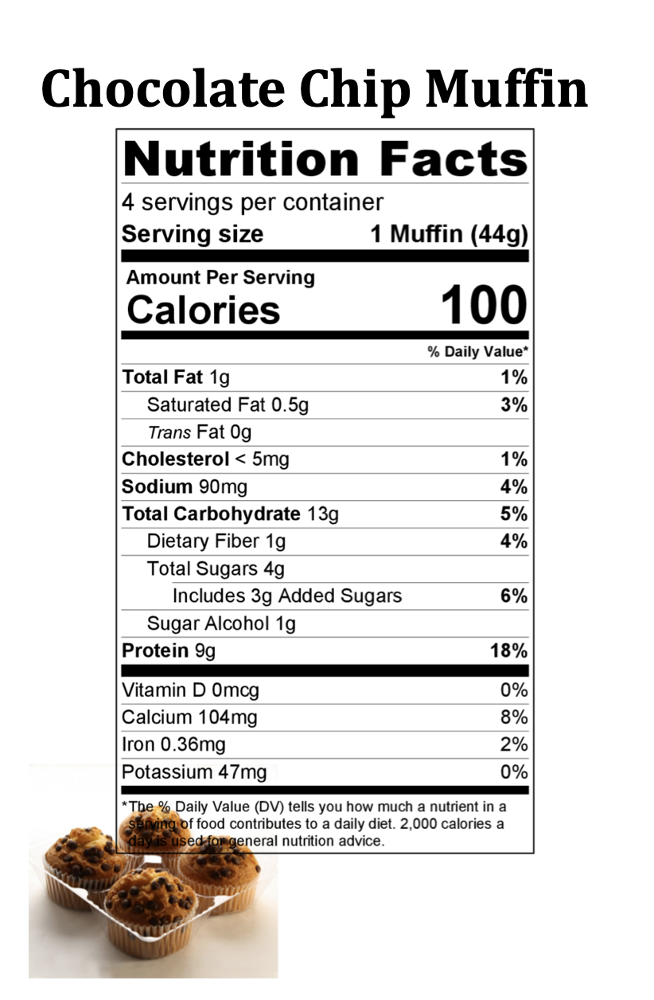 Chocolate Chip Muffin
Nutrition Facts
4 servings per container
Serving size 1 Muffin (44g)
Amount Per Serving
Calories 100
% Daily Value*
Total Fat 1g 1%
Saturated Fat 0.5g 3%
Trans Fat 0g
Cholesterol < 5mg 1%
Sodium 90mg 4%
Total Carbohydrate 13g 5%
Dietary Fiber 1g 4%
Total Sugars 4g
Includes 3g Added Sugars 6%
Sugar Alcohol 1g
Protein 9g 18%
Vitamin D 0mcg 0%
Calcium 104mg 8%
Iron 0.36mg 2%
Potassium 47mg 0%
*The % Daily Value (DV) tells you how much a nutrient in a
serving of food contributes to a daily diet. 2,000 calories a
day is used for general nutrition advice.